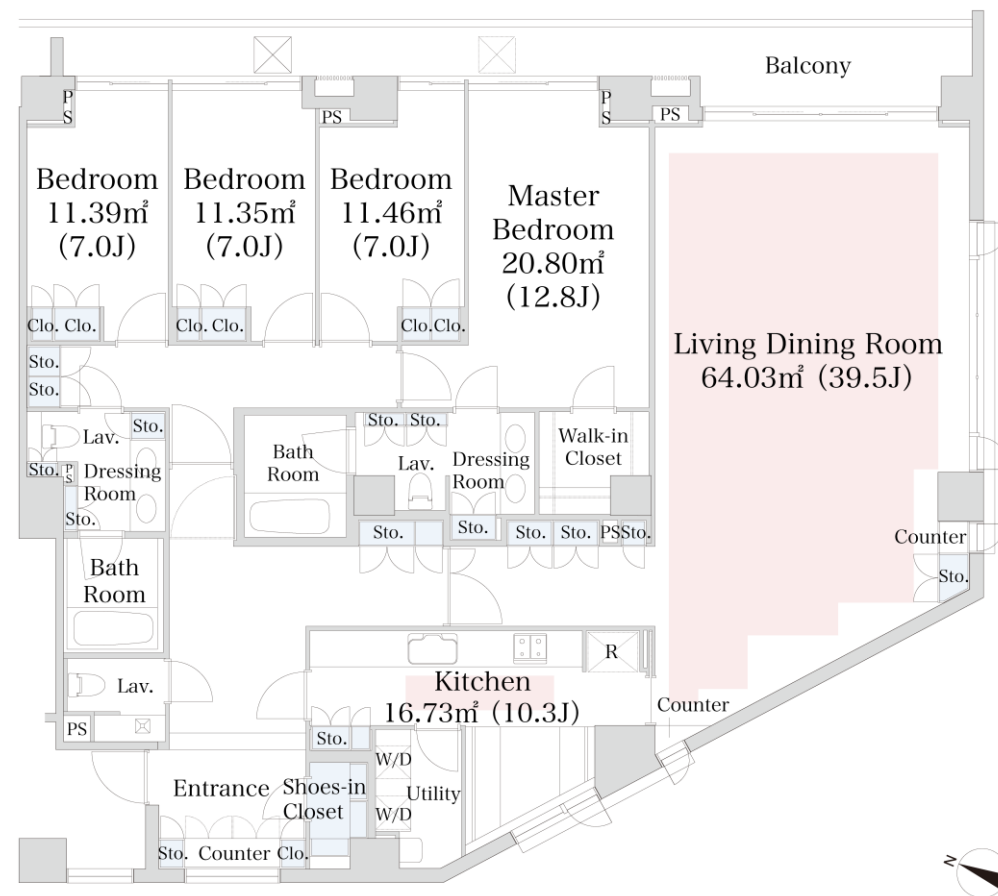 Balcony
P
S
PS
P
S
PS
Bedroom
11.39㎡
(7.0J)
Bedroom
11.35㎡
(7.0J)
Bedroom
11.46㎡
(7.0J)
Master
Bedroom
20.80㎡
(12.8J)
Living Dining Room
64.03㎡ (39.5J)
Clo. Clo.
Clo. Clo.
Clo. Clo.
Sto.
Sto.
Lav.
Sto.
Sto.
P
S
Dressing
Room
Sto.
Bath
Room
Sto. Sto.
Lav.
Dressing
Room
Sto.
Walk-in
Closet
Sto.
Sto.
Sto.
PS
Sto.
Counter
Sto.
Bath
Room
Lav.
PS
R
Kitchen
16.73㎡ (10.3J)
Counter
Sto.
W/D
W/D
Utility
Entrance
Shoes-in
Closet
Sto. Counter Clo.
N